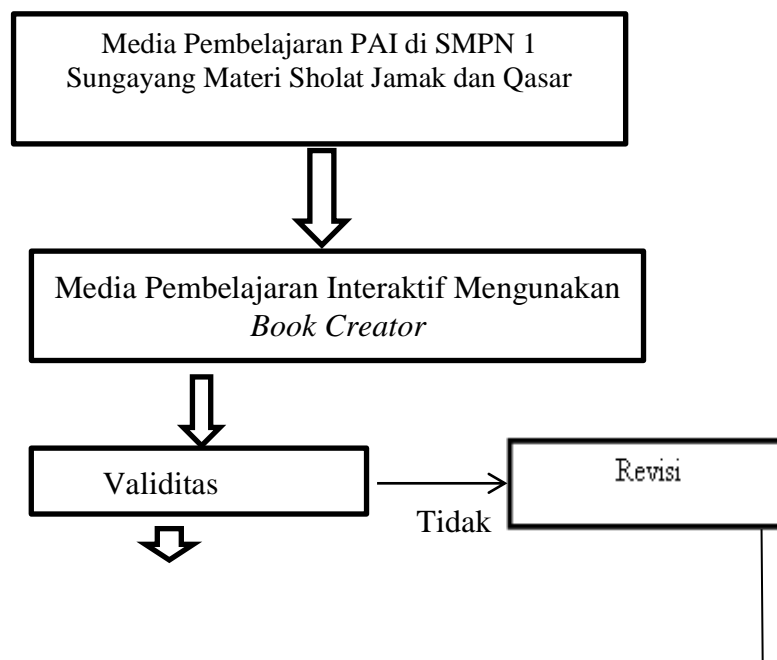 Media Pembelajaran PAI di SMPN 1
Sungayang Materi Sholat Jamak dan Qasar
Media Pembelajaran Interaktif Mengunakan
Book Creator
Validitas
Revisi
Tidak